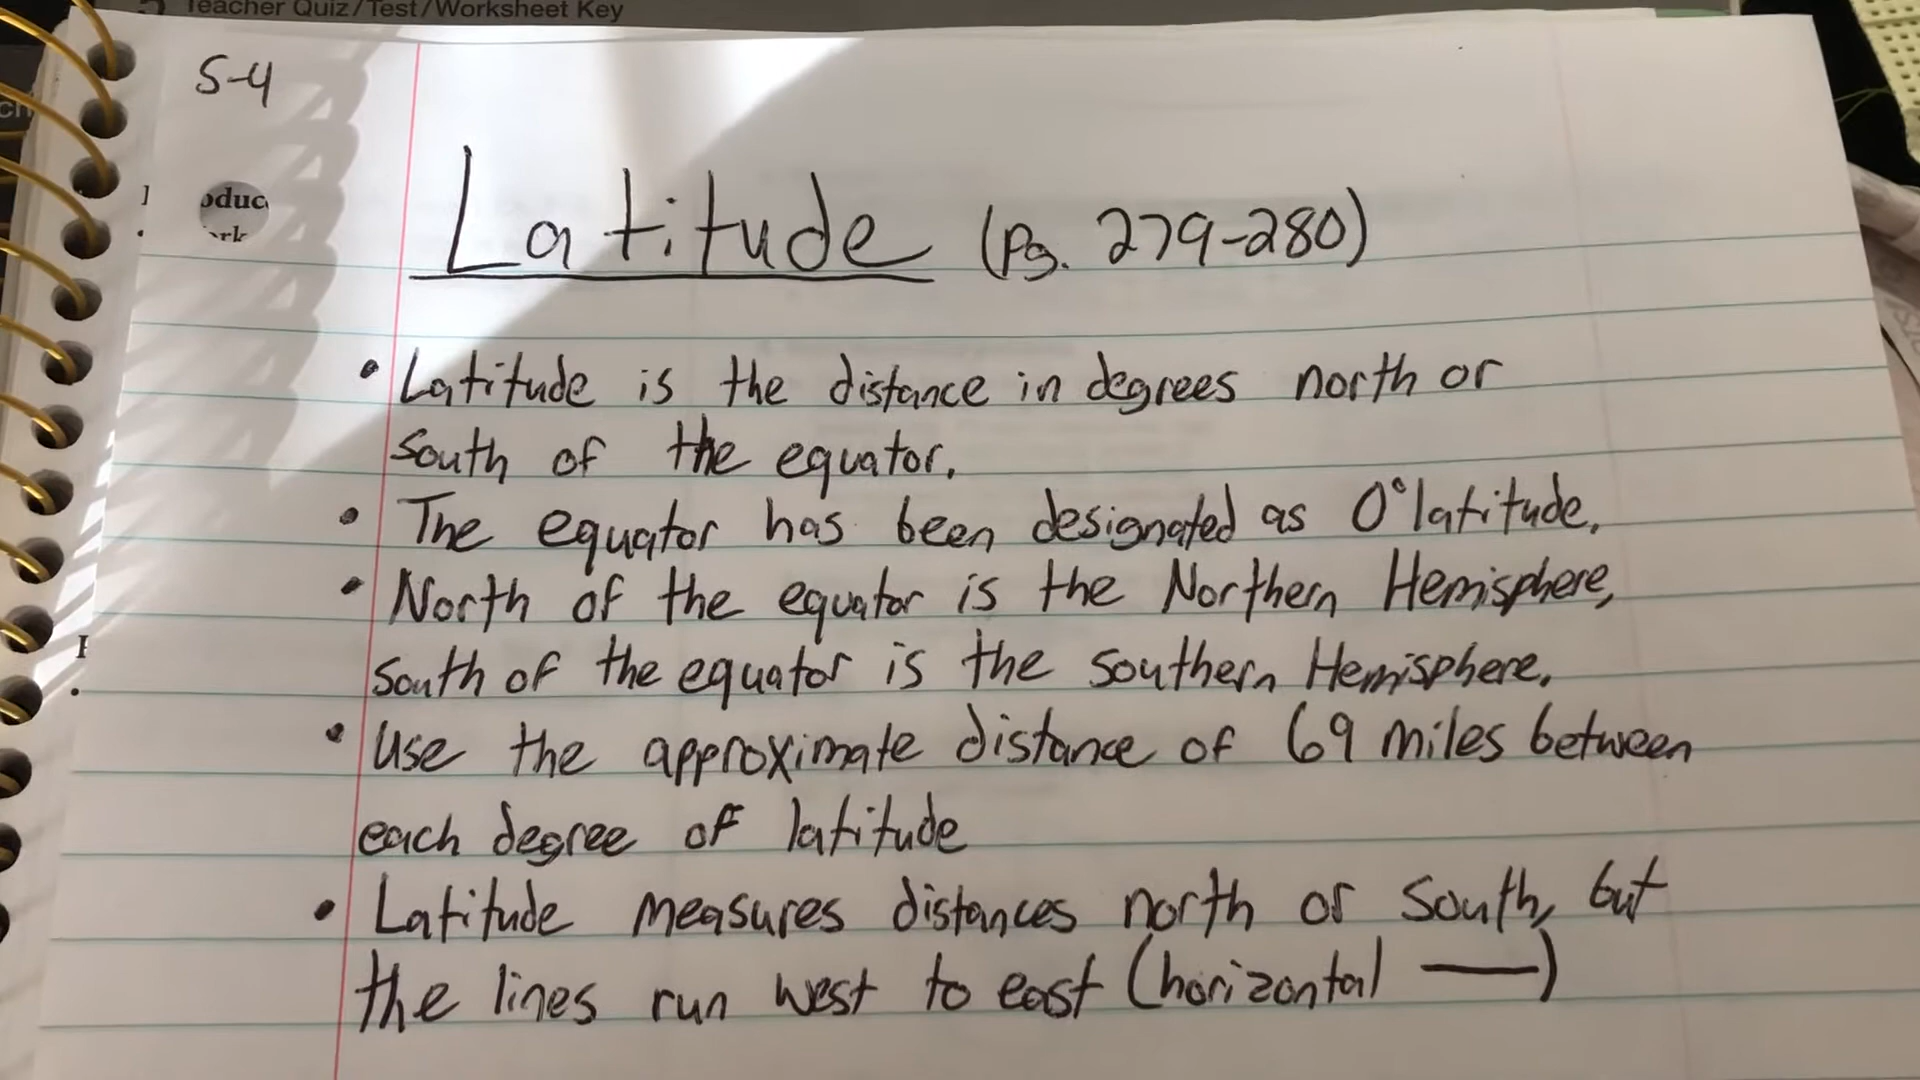 Teacher Quiz/Test/Worksheet Key
S-4
Latitude (Pg. 279-280)
• Latitude is the distance in degrees north or
south of the equator.
• The equator has been designated as 0° latitude.
• North of the equator is the Northern Hemisphere,
south of the equator is the Southern Hemisphere.
• Use the approximate distance of 69 miles between
each degree of latitude
• Latitude measures distances north or south, but
the lines run west to east (horizontal —)